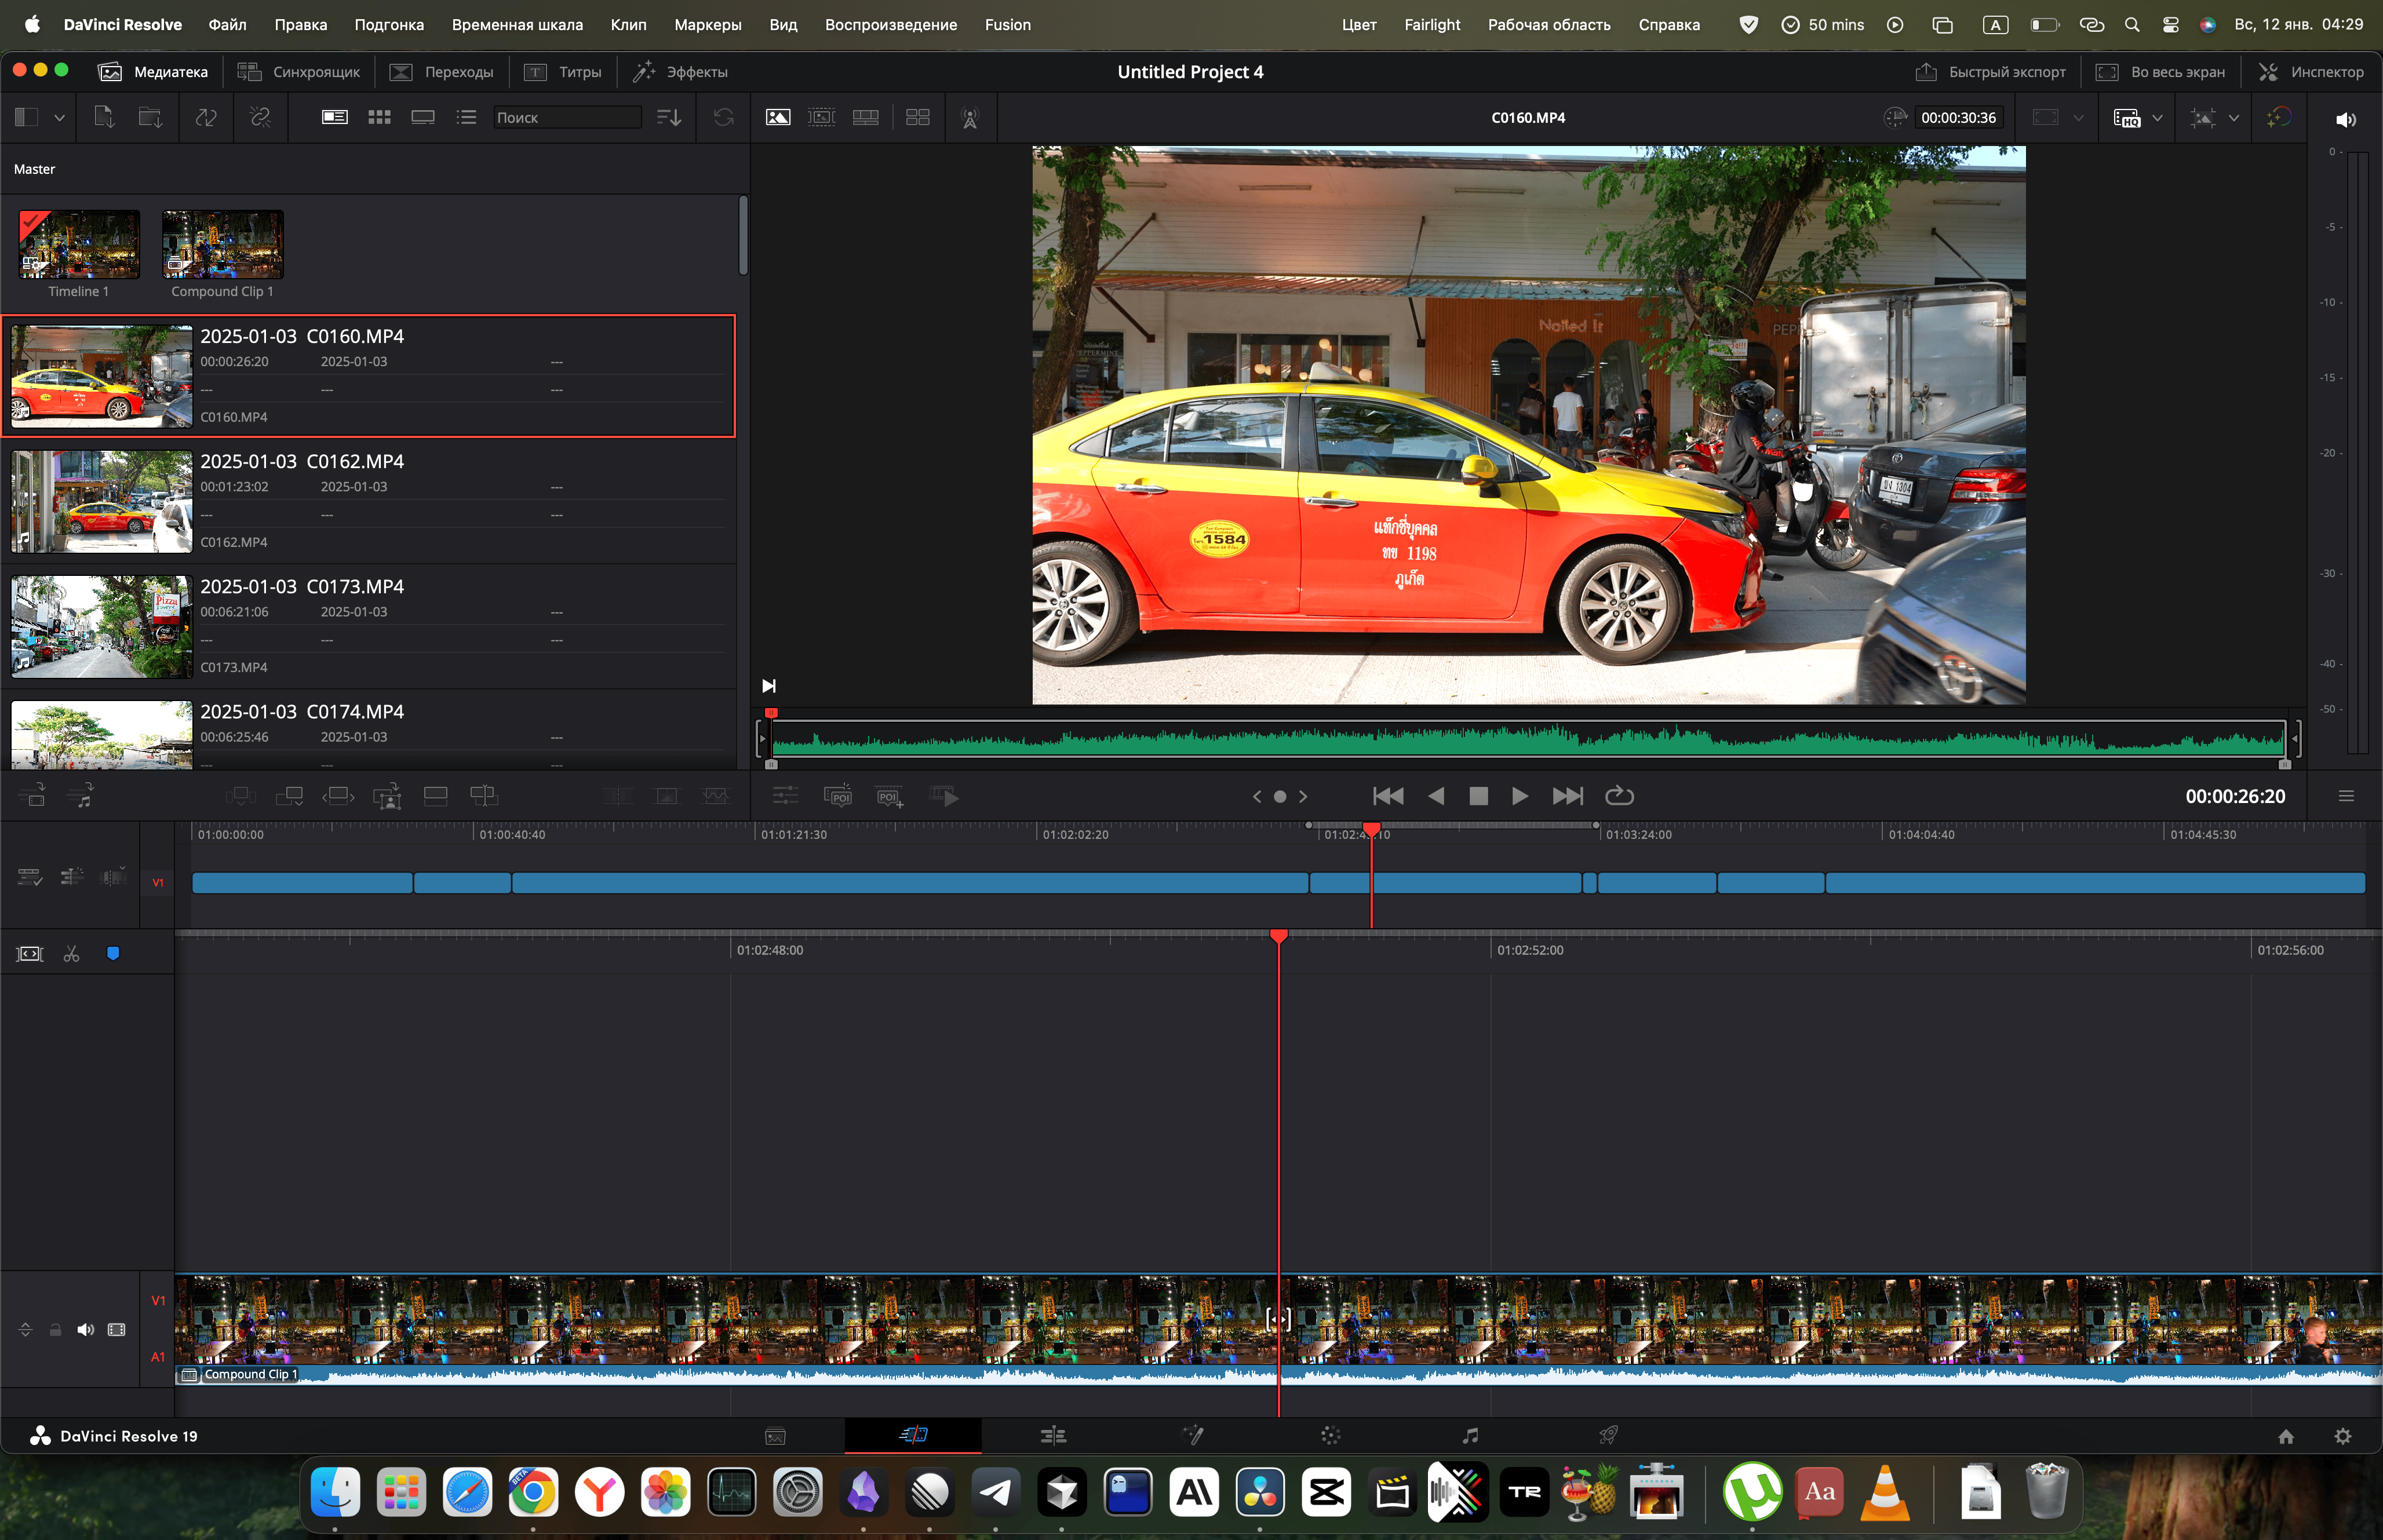 DaVinci Resolve Файл Правка Подгонка Временная шкала Клип Маркеры Вид Воспроизведение Fusion Цвет Fairlight Рабочая область Справка 50 mins A Вс, 12 янв. 04:29
Медиатека Синхроящик Переходы T Титры Эффекты Untitled Project 4 Быстрый экспорт Во весь экран Инспектор
Поиск C0160.MP4 00:00:30:36 HQ
Master
Timeline 1 Compound Clip 1
2025-01-03 C0160.MP4
00:00:26:20 2025-01-03 ---
--- --- ---
C0160.MP4
2025-01-03 C0162.MP4
00:01:23:02 2025-01-03 ---
--- --- ---
C0162.MP4
2025-01-03 C0173.MP4
00:06:21:06 2025-01-03 ---
--- --- ---
C0173.MP4
Pizza
2025-01-03 C0174.MP4
00:06:25:46 2025-01-03 ---
--- --- ---
Nailed It
1584
แท็กซี่บุคคล
ทย 1198
ภูเก็ต
1304
0 -
-5 -
-10 -
-15 -
-20 -
-30 -
-40 -
-50 -
POI POI 00:00:26:20
01:00:00:00 01:00:40:40 01:01:21:30 01:02:02:20 01:03:24:00 01:04:04:40 01:04:45:30
V1
01:02:48:00 01:02:52:00 01:02:56:00
V1
A1
Compound Clip 1
DaVinci Resolve 19
BETA TR Aa